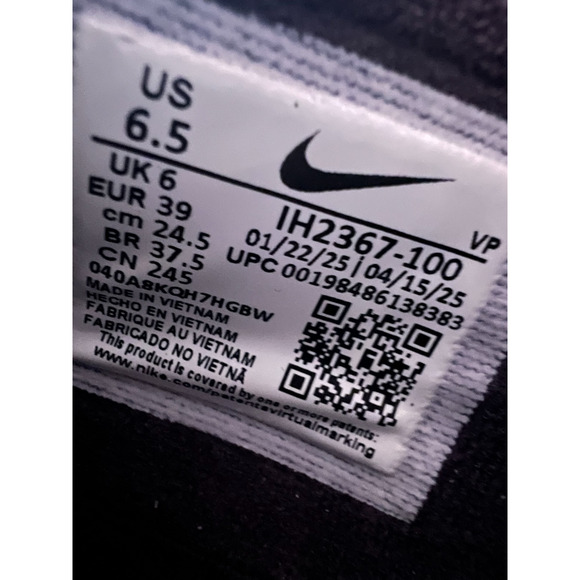 US
6.5
UK 6
EUR 39
cm 24.5
BR 37.5
CN 245
040A8KQH7HGBW
MADE IN VIETNAM
HECHO EN VIETNAM
FABRIQUE AU VIETNAM
FABRICADO NO VIETNÃ
This product is covered by one or more patents:
www.nike.com/patentsvirtualmarking
VP
IH2367-100
01/22/25 | 04/15/25
UPC 00198486138383